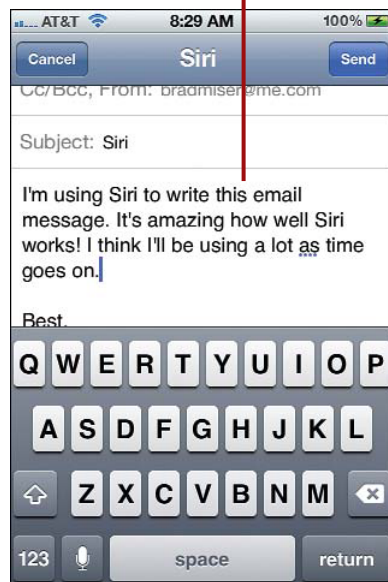 AT&T 8:29 AM 100%
Cancel Siri Send
Cc/Bcc, From: bradmiser@me.com
Subject: Siri
I'm using Siri to write this email
message. It's amazing how well Siri
works! I think I'll be using a lot as time
goes on.
Best,
Q W E R T Y U I O P
A S D F G H J K L
Z X C V B N M
123 space return